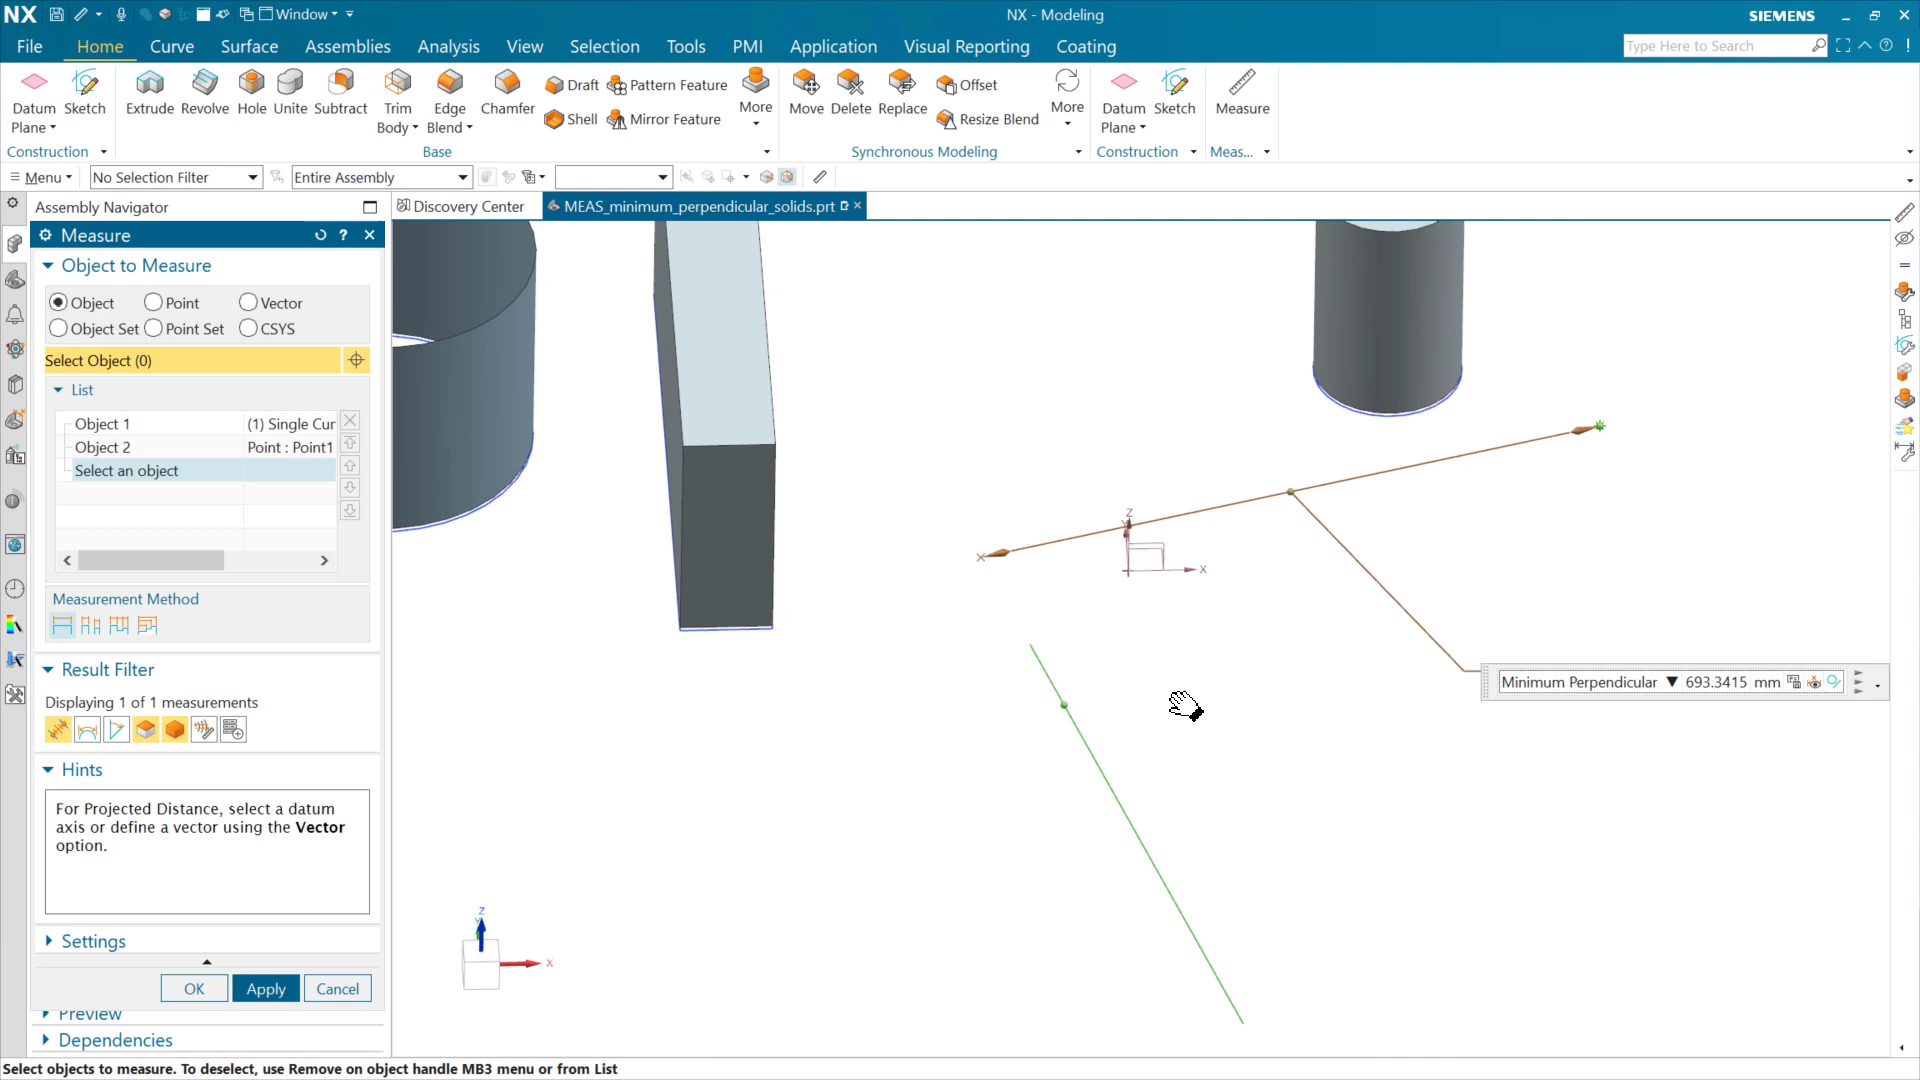 NX
Window
NX - Modeling
SIEMENS
File
Home
Curve
Surface
Assemblies
Analysis
View
Selection
Tools
PMI
Application
Visual Reporting
Coating
Type Here to Search
Datum Plane
Sketch
Extrude
Revolve
Hole
Unite
Subtract
Trim Body
Edge Blend
Chamfer
Draft
Shell
Pattern Feature
Mirror Feature
More
Move
Delete
Replace
Offset
Resize Blend
More
Datum Plane
Sketch
Measure
Construction
Base
Synchronous Modeling
Construction
Meas...
Menu
No Selection Filter
Entire Assembly
Assembly Navigator
Discovery Center
MEAS_minimum_perpendicular_solids.prt
Measure
Object to Measure
Object
Point
Vector
Object Set
Point Set
CSYS
Select Object (0)
List
Object 1
(1) Single Cur
Object 2
Point : Point1
Select an object
Measurement Method
Result Filter
Displaying 1 of 1 measurements
Hints
For Projected Distance, select a datum
axis or define a vector using the Vector
option.
Settings
OK
Apply
Cancel
Preview
Dependencies
Z
X
Minimum Perpendicular
693.3415 mm
Z
X
Select objects to measure. To deselect, use Remove on object handle MB3 menu or from List